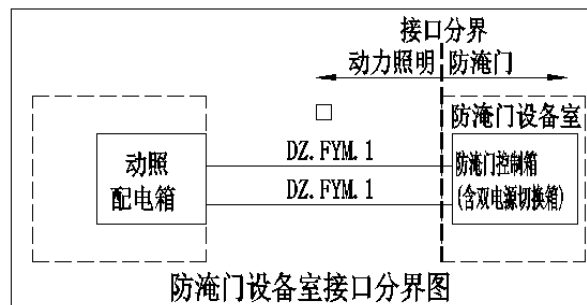 接口分界
动力照明 防淹门
防淹门设备室
动照
配电箱
DZ.FYM.1
DZ.FYM.1
防淹门控制箱
(含双电源切换箱)
防淹门设备室接口分界图